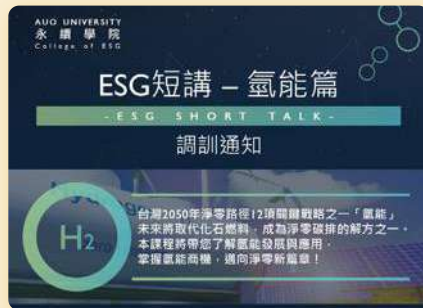 AUO UNIVERSITY
永續學院
College of ESG
ESG短講 – 氫能篇
-ESG SHORT TALK-
調訓通知
H2
台灣2050年淨零路徑12項關鍵戰略之一「氫能」
未來將取代化石燃料，成為淨零碳排的解方之一。
本課程將帶您了解氫能發展與應用，
掌握氫能商機，邁向淨零新篇章！